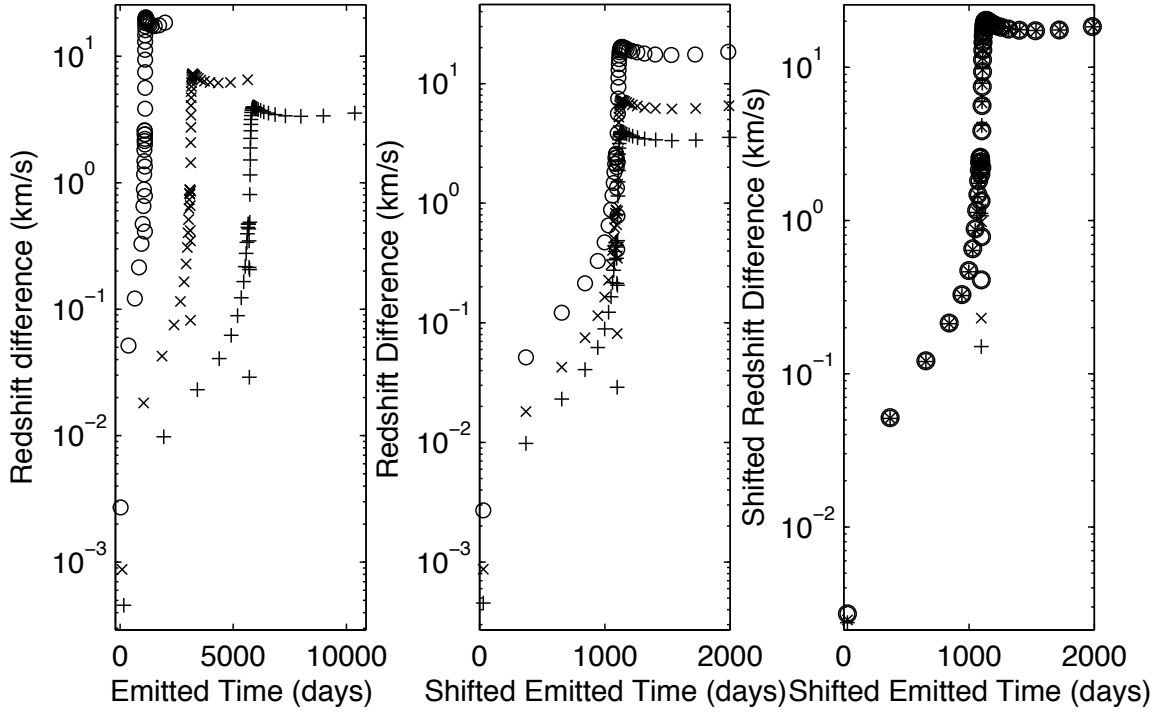 Redshift difference (km/s)
10^1
10^0
10^-1
10^-2
10^-3
0 5000 10000
Emitted Time (days)
Redshift Difference (km/s)
10^1
10^0
10^-1
10^-2
10^-3
0 1000 2000
Shifted Emitted Time (days)
Shifted Redshift Difference (km/s)
10^1
10^0
10^-1
10^-2
0 1000 2000
Shifted Emitted Time (days)